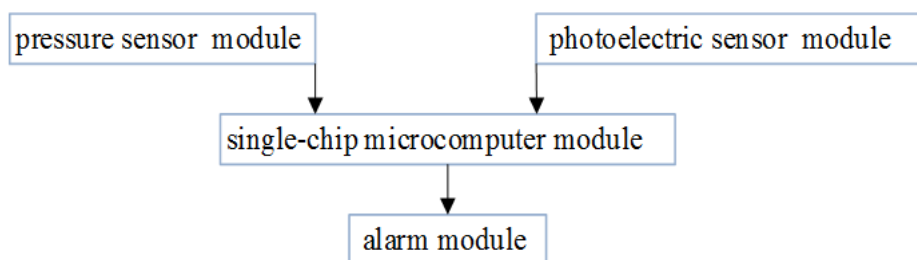 pressure sensor module
photoelectric sensor module
single-chip microcomputer module
alarm module